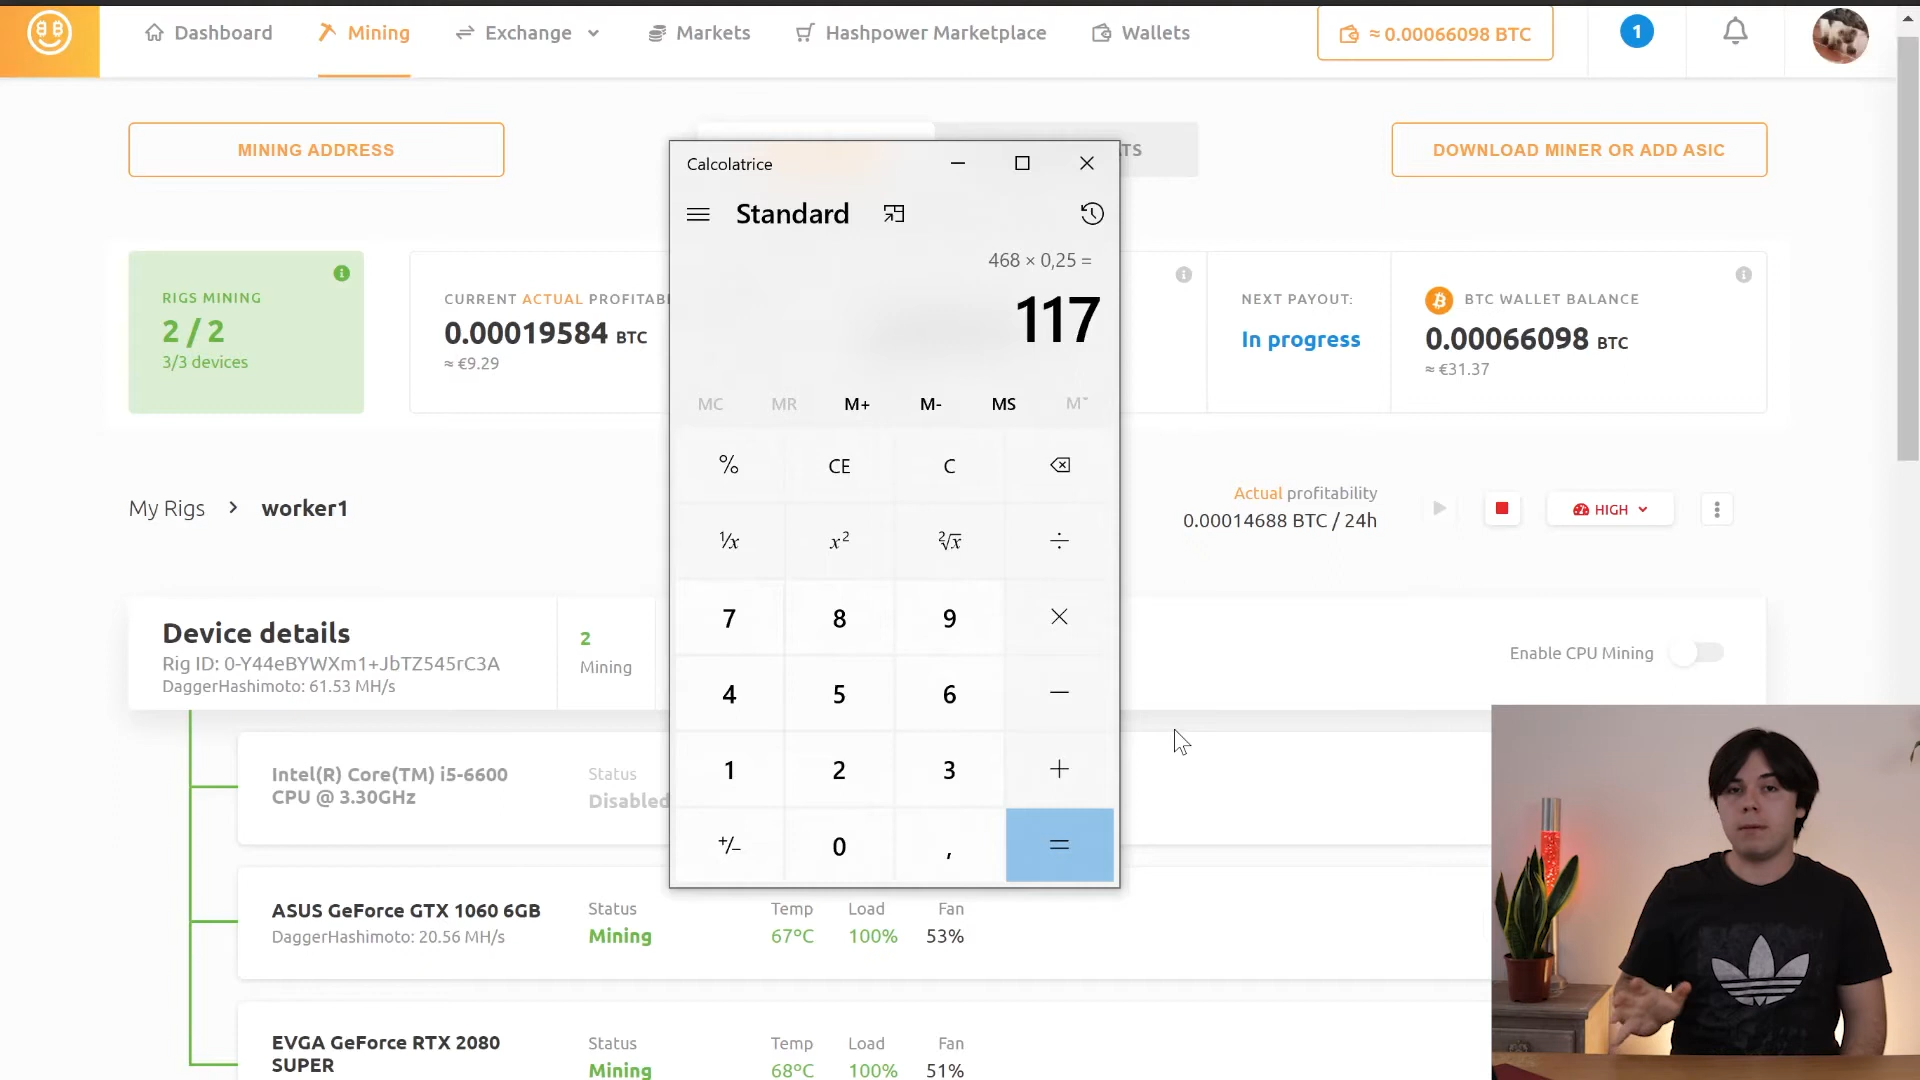 Dashboard
Mining
Exchange
Markets
Hashpower Marketplace
Wallets
≈ 0.00066098 BTC
1
MINING ADDRESS
DOWNLOAD MINER OR ADD ASIC
RIGS MINING
2 / 2
3/3 devices
CURRENT ACTUAL
0.00019584 BTC
≈ €9.29
NEXT PAYOUT:
In progress
BTC WALLET BALANCE
0.00066098 BTC
≈ €31.37
Calcolatrice
Standard
468 × 0,25 =
117
MC MR M+ M- MS M˅
% CE C
¹/x x² ²√x ÷
7 8 9 ×
4 5 6 −
1 2 3 +
+/− 0 , =
My Rigs > worker1
Actual profitability
0.00014688 BTC / 24h
HIGH
Device details
Rig ID: 0-Y44eBYWXm1+JbTZ545rC3A
DaggerHashimoto: 61.53 MH/s
2
Mining
Enable CPU Mining
Intel(R) Core(TM) i5-6600
CPU @ 3.30GHz
Status
Disabled
ASUS GeForce GTX 1060 6GB
DaggerHashimoto: 20.56 MH/s
Status
Mining
Temp
67°C
Load
100%
Fan
53%
EVGA GeForce RTX 2080
SUPER
Status
Mining
Temp
68°C
Load
100%
Fan
51%